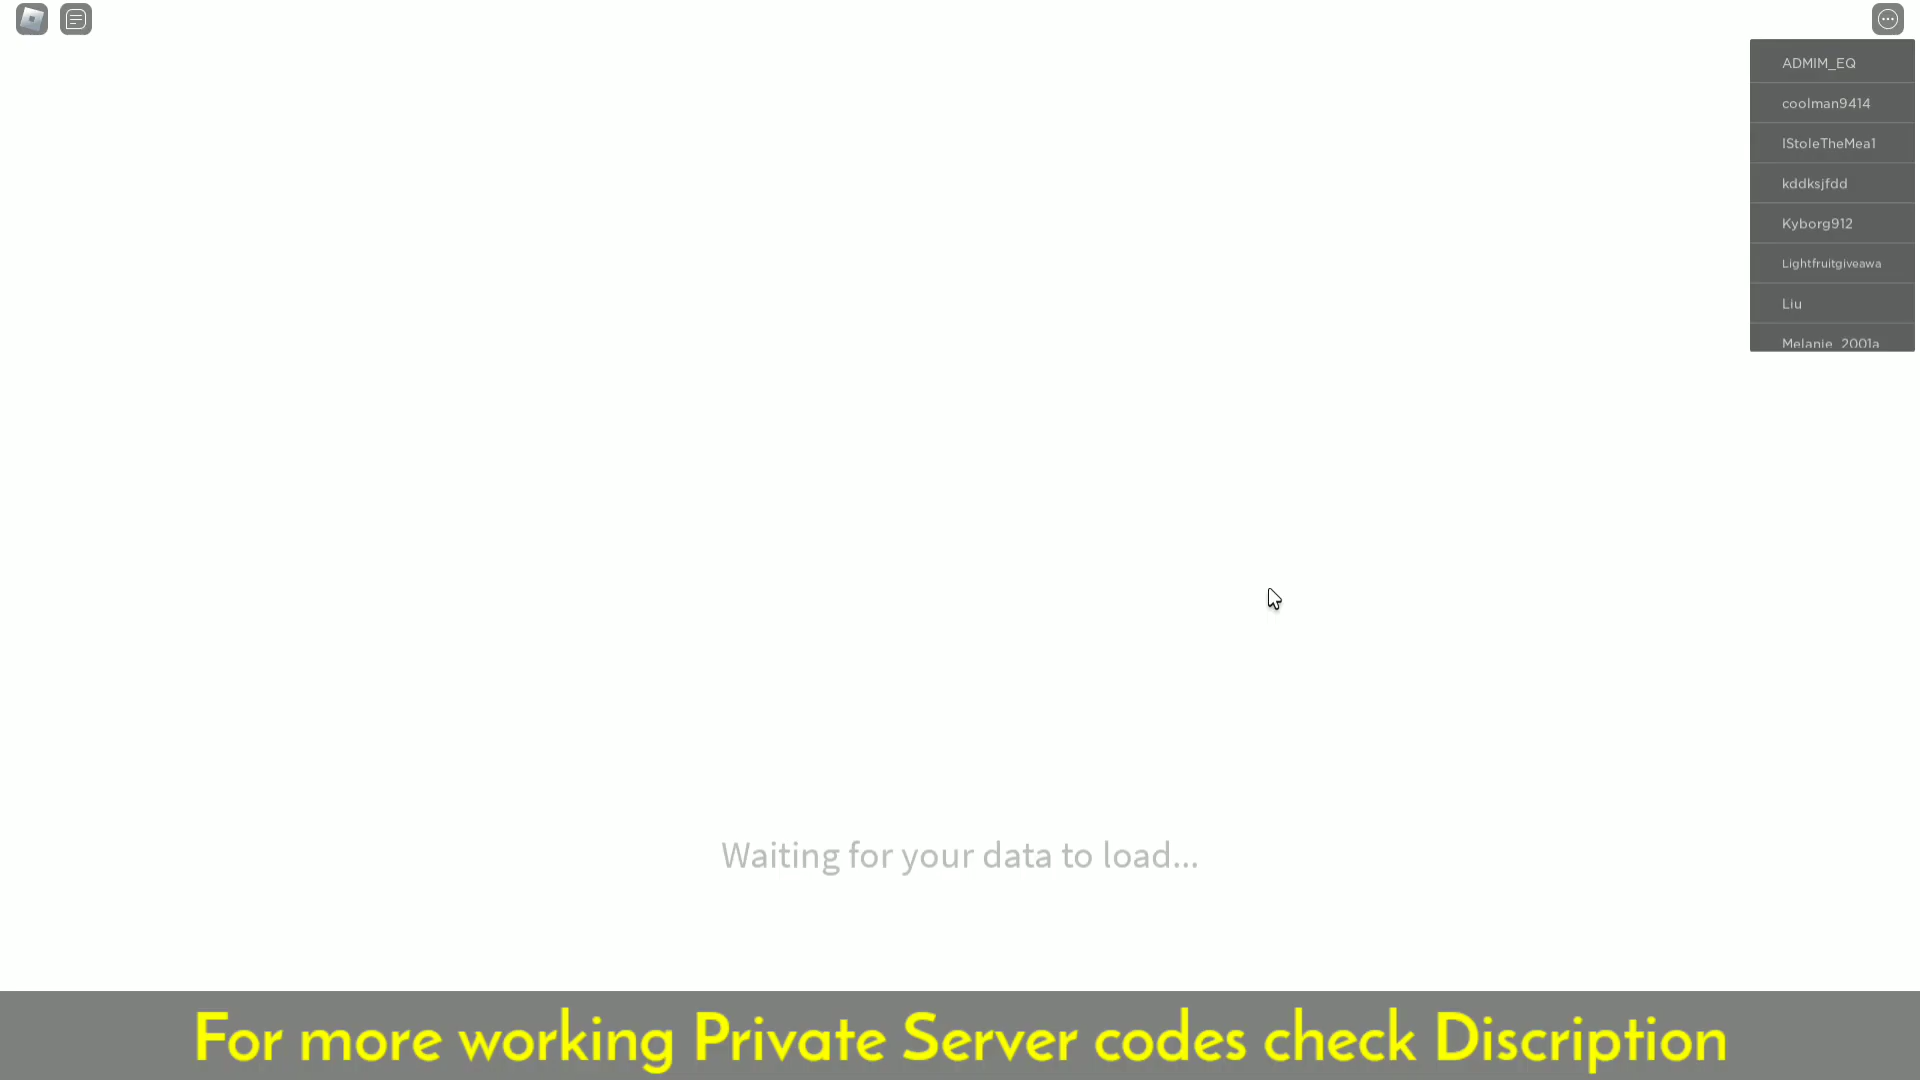 ADMIM_EQ
coolman9414
IStoleTheMea1
kddksjfdd
Kyborg912
Lightfruitgiveawa
Liu
Melanie_2001a
Waiting for your data to load...
For more working Private Server codes check Discription